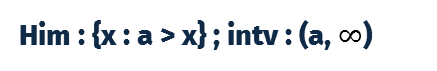 Him : {x : a > x} ; intv : (a, ∞)